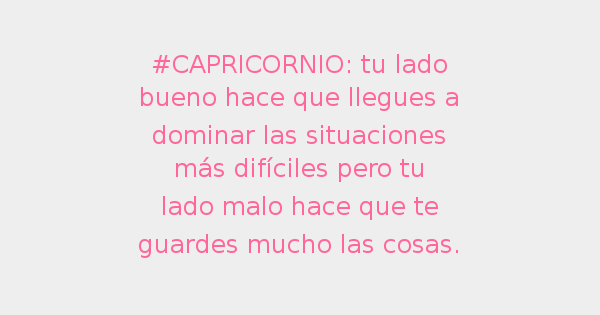 #CAPRICORNIO: tu lado
bueno hace que llegues a
dominar las situaciones
más difíciles pero tu
lado malo hace que te
guardes mucho las cosas.